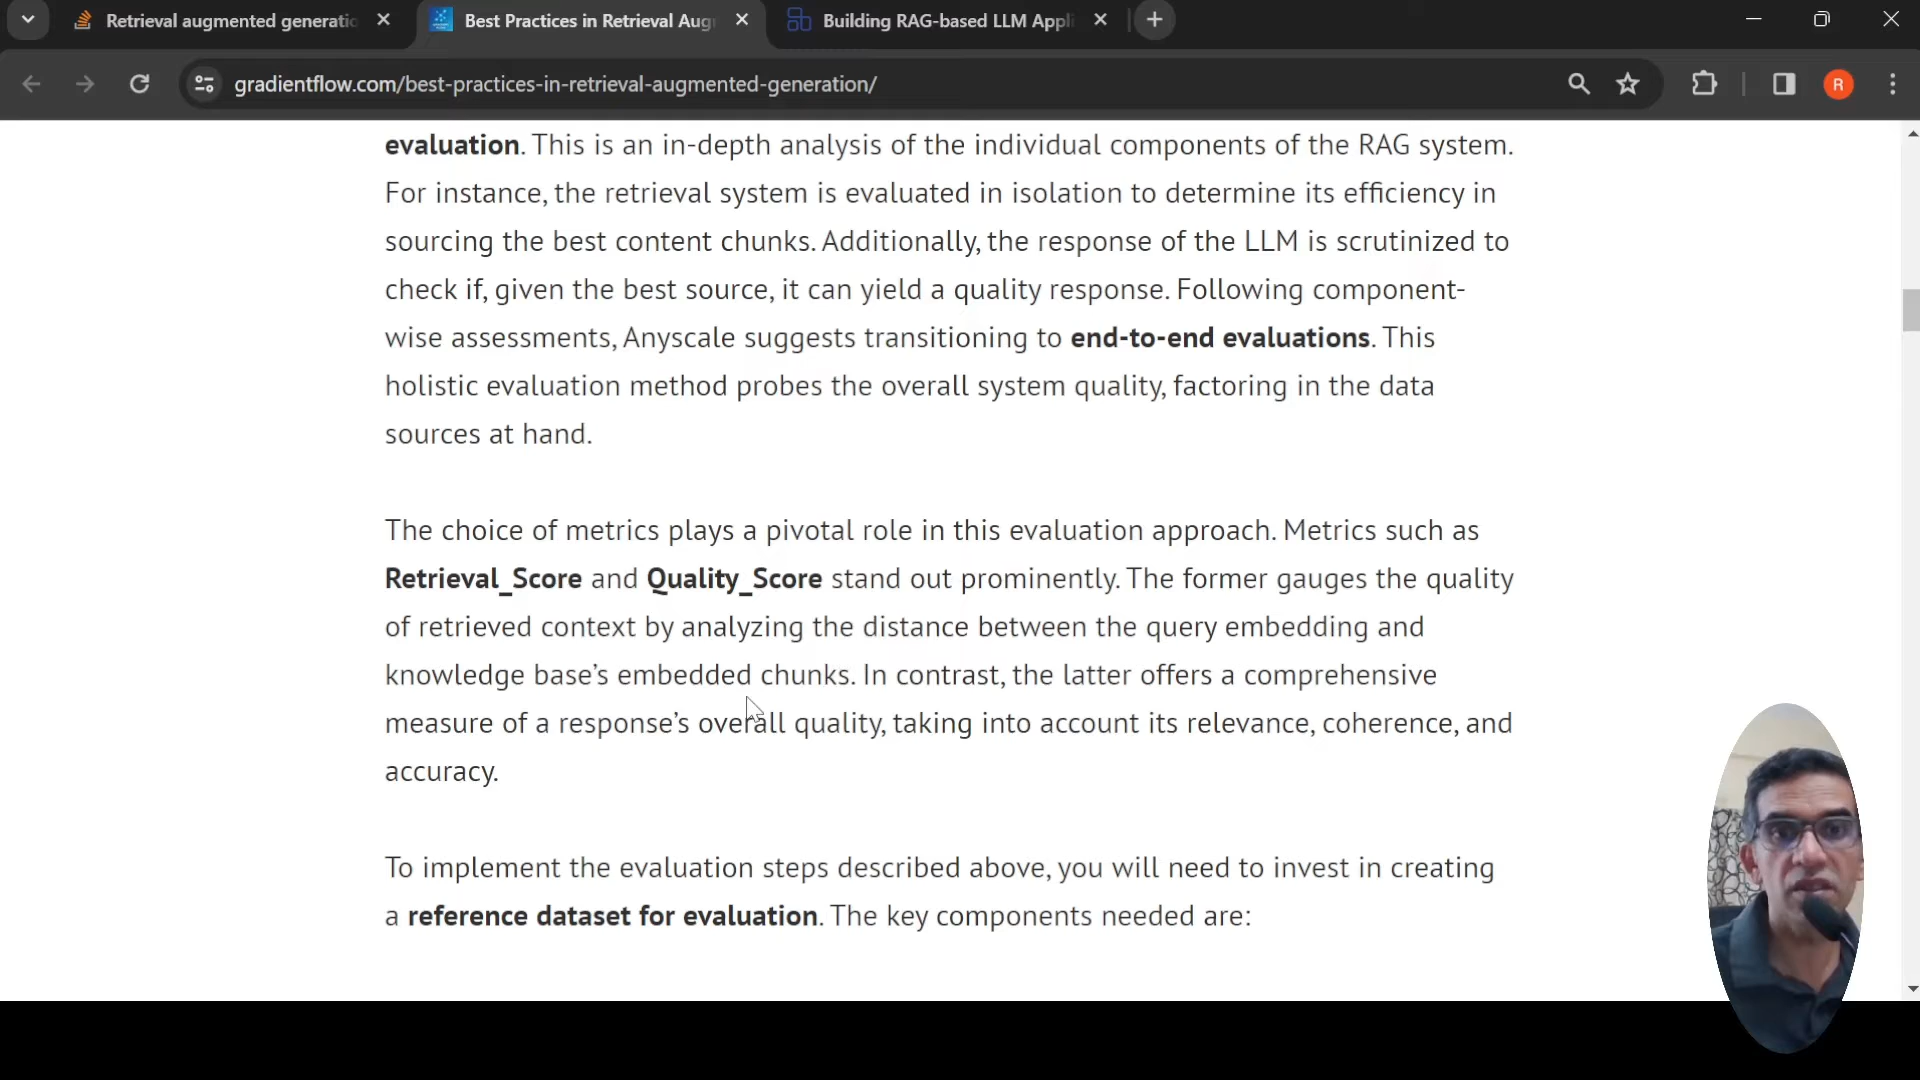 Retrieval augmented generatio
Best Practices in Retrieval Aug
Building RAG-based LLM Appli
gradientflow.com/best-practices-in-retrieval-augmented-generation/
R
evaluation. This is an in-depth analysis of the individual components of the RAG system.
For instance, the retrieval system is evaluated in isolation to determine its efficiency in
sourcing the best content chunks. Additionally, the response of the LLM is scrutinized to
check if, given the best source, it can yield a quality response. Following component-
wise assessments, Anyscale suggests transitioning to end-to-end evaluations. This
holistic evaluation method probes the overall system quality, factoring in the data
sources at hand.
The choice of metrics plays a pivotal role in this evaluation approach. Metrics such as
Retrieval_Score and Quality_Score stand out prominently. The former gauges the quality
of retrieved context by analyzing the distance between the query embedding and
knowledge base’s embedded chunks. In contrast, the latter offers a comprehensive
measure of a response’s overall quality, taking into account its relevance, coherence, and
accuracy.
To implement the evaluation steps described above, you will need to invest in creating
a reference dataset for evaluation. The key components needed are: